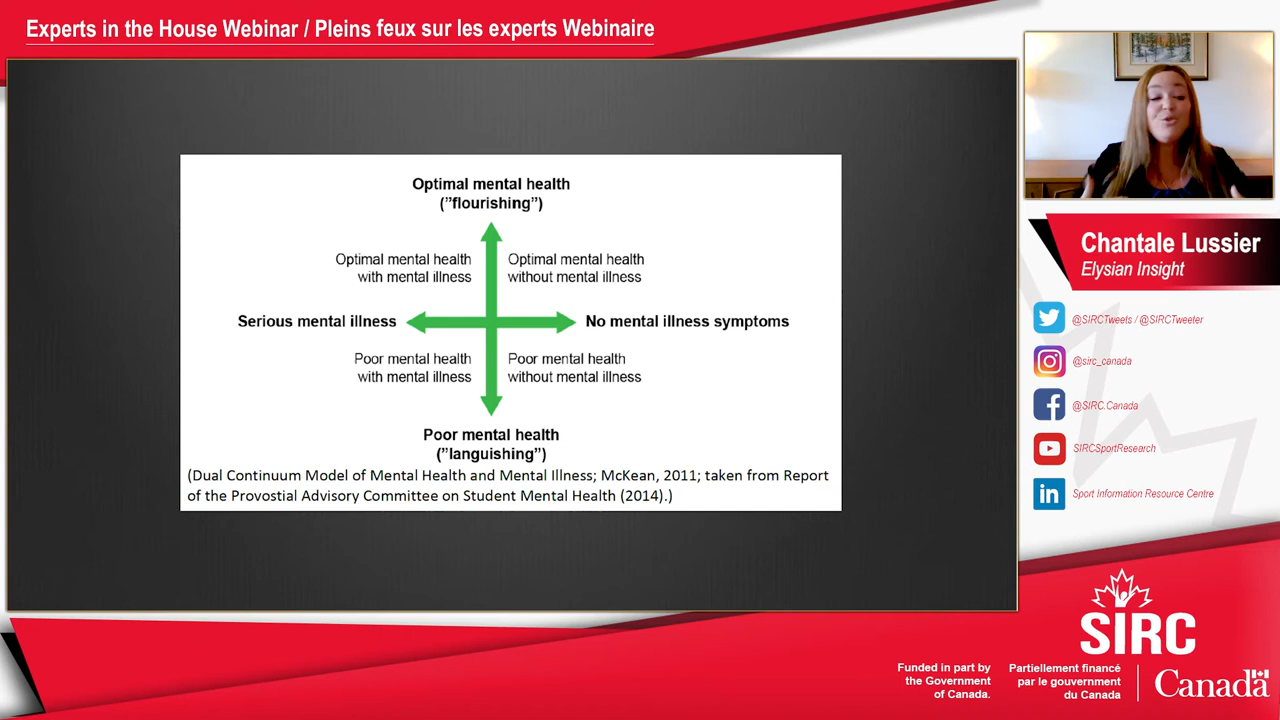 Experts in the House Webinar / Pleins feux sur les experts Webinaire
Optimal mental health
(”flourishing”)
Optimal mental health
with mental illness
Optimal mental health
without mental illness
Serious mental illness
No mental illness symptoms
Poor mental health
with mental illness
Poor mental health
without mental illness
Poor mental health
(”languishing”)
(Dual Continuum Model of Mental Health and Mental Illness; McKean, 2011; taken from Report
of the Provostial Advisory Committee on Student Mental Health (2014).)
Chantale Lussier
Elysian Insight
@SIRCTweets / @SIRCTweeter
@sirc_canada
@SIRC.Canada
SIRCSportResearch
in
Sport Information Resource Centre
SIRC
Funded in part by
the Government
of Canada.
Partiellement financé
par le gouvernment
du Canada
Canada